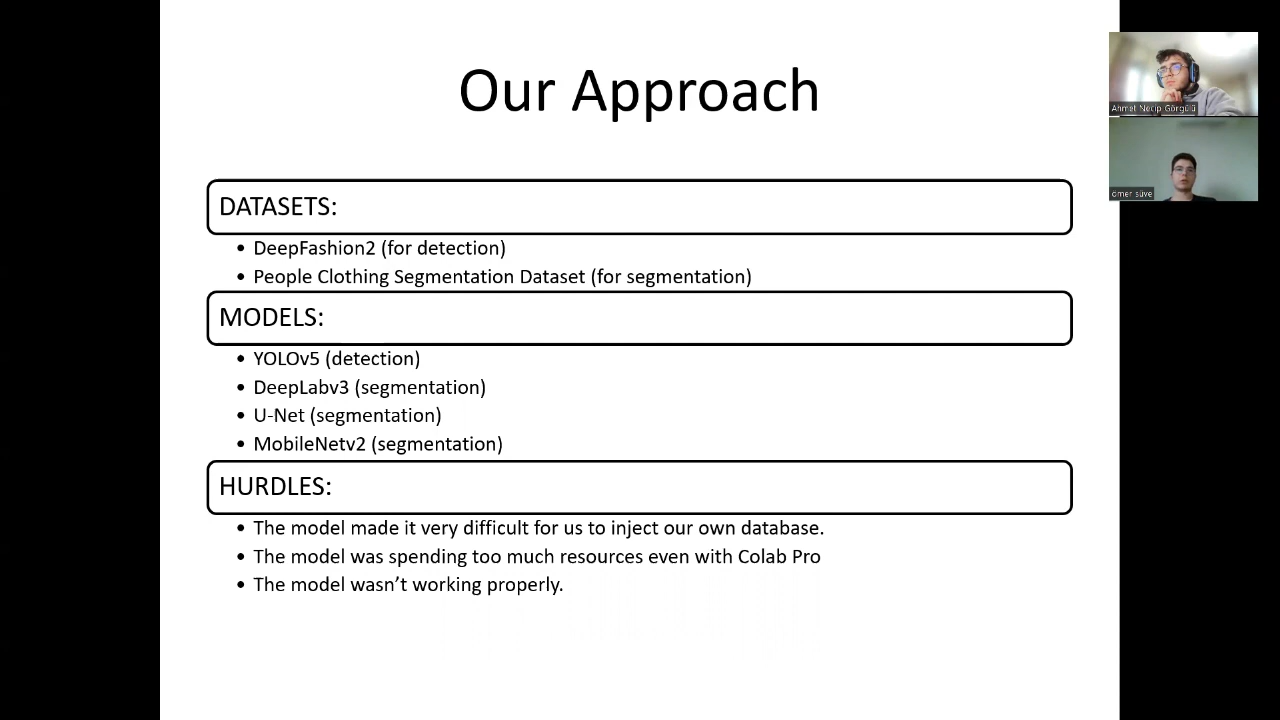 Our Approach
DATASETS:
• DeepFashion2 (for detection)
• People Clothing Segmentation Dataset (for segmentation)
MODELS:
• YOLOv5 (detection)
• DeepLabv3 (segmentation)
• U-Net (segmentation)
• MobileNetv2 (segmentation)
HURDLES:
• The model made it very difficult for us to inject our own database.
• The model was spending too much resources even with Colab Pro
• The model wasn’t working properly.
Ahmet Necip Görgülü
ömer süve